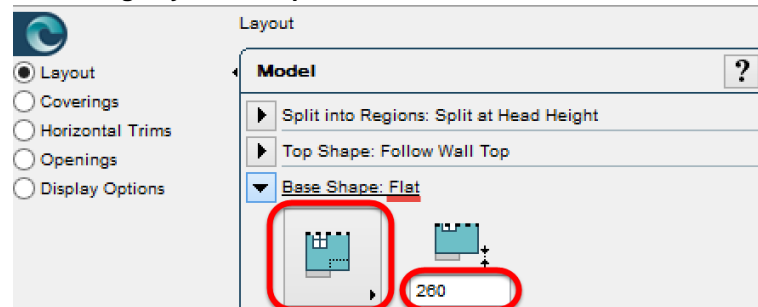 Layout
Layout
Model
?
Coverings
Split into Regions: Split at Head Height
Horizontal Trims
Top Shape: Follow Wall Top
Openings
Base Shape: Flat
Display Options
260